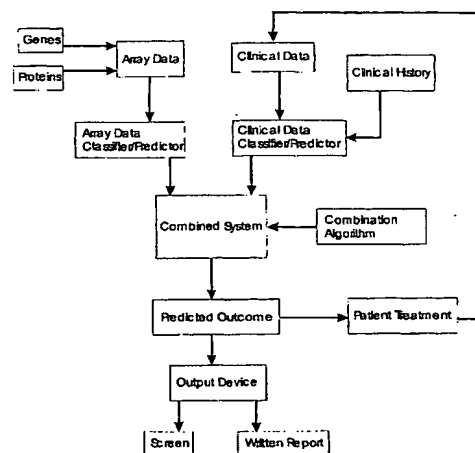 Genes
Proteins
Array Data
Clinical Data
Clinical History
Array Data
Classifier/Predictor
Clinical Data
Classifier/Predictor
Combined System
Combination
Algorithm
Predicted Outcome
Patient Treatment
Output Device
Screen
Written Report